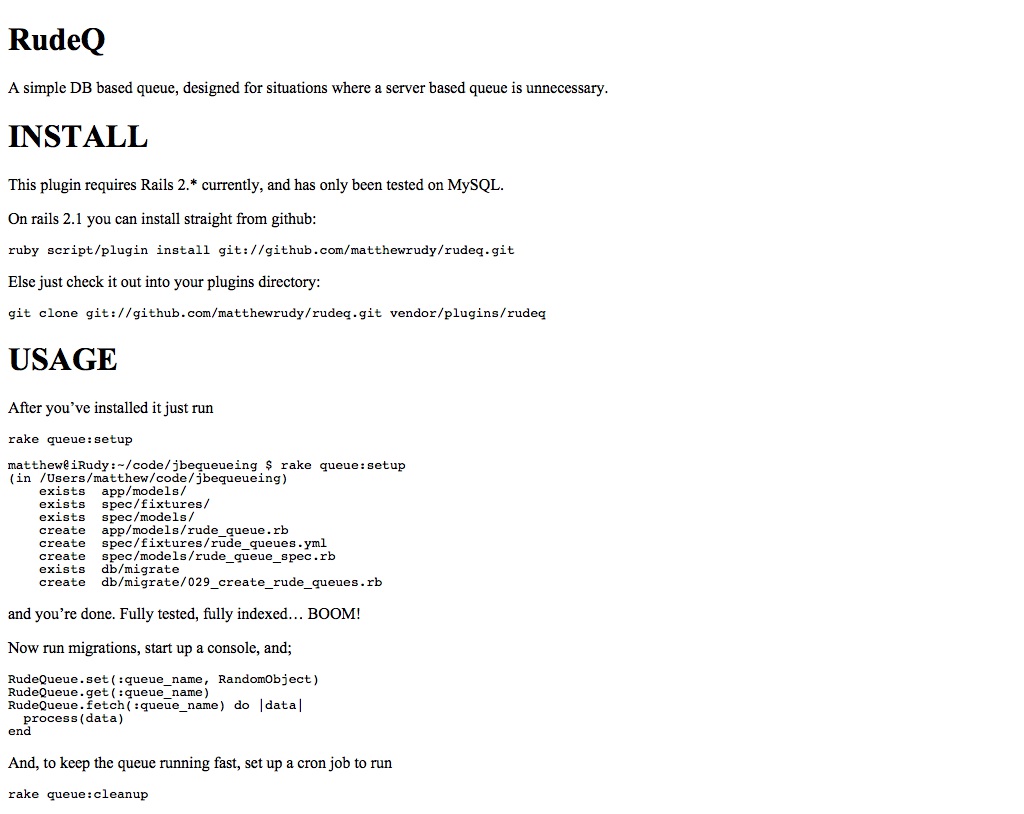 RudeQ
A simple DB based queue, designed for situations where a server based queue is unnecessary.
INSTALL
This plugin requires Rails 2.* currently, and has only been tested on MySQL.
On rails 2.1 you can install straight from github:
ruby script/plugin install git://github.com/matthewrudy/rudeq.git
Else just check it out into your plugins directory:
git clone git://github.com/matthewrudy/rudeq.git vendor/plugins/rudeq
USAGE
After you’ve installed it just run
rake queue:setup
matthew@iRudy:~/code/jbequeueing $ rake queue:setup
(in /Users/matthew/code/jbequeueing)
    exists  app/models/
    exists  spec/fixtures/
    exists  spec/models/
    create  app/models/rude_queue.rb
    create  spec/fixtures/rude_queues.yml
    create  spec/models/rude_queue_spec.rb
    exists  db/migrate
    create  db/migrate/029_create_rude_queues.rb
and you’re done. Fully tested, fully indexed… BOOM!
Now run migrations, start up a console, and;
RudeQueue.set(:queue_name, RandomObject)
RudeQueue.get(:queue_name)
RudeQueue.fetch(:queue_name) do |data|
  process(data)
end
And, to keep the queue running fast, set up a cron job to run
rake queue:cleanup